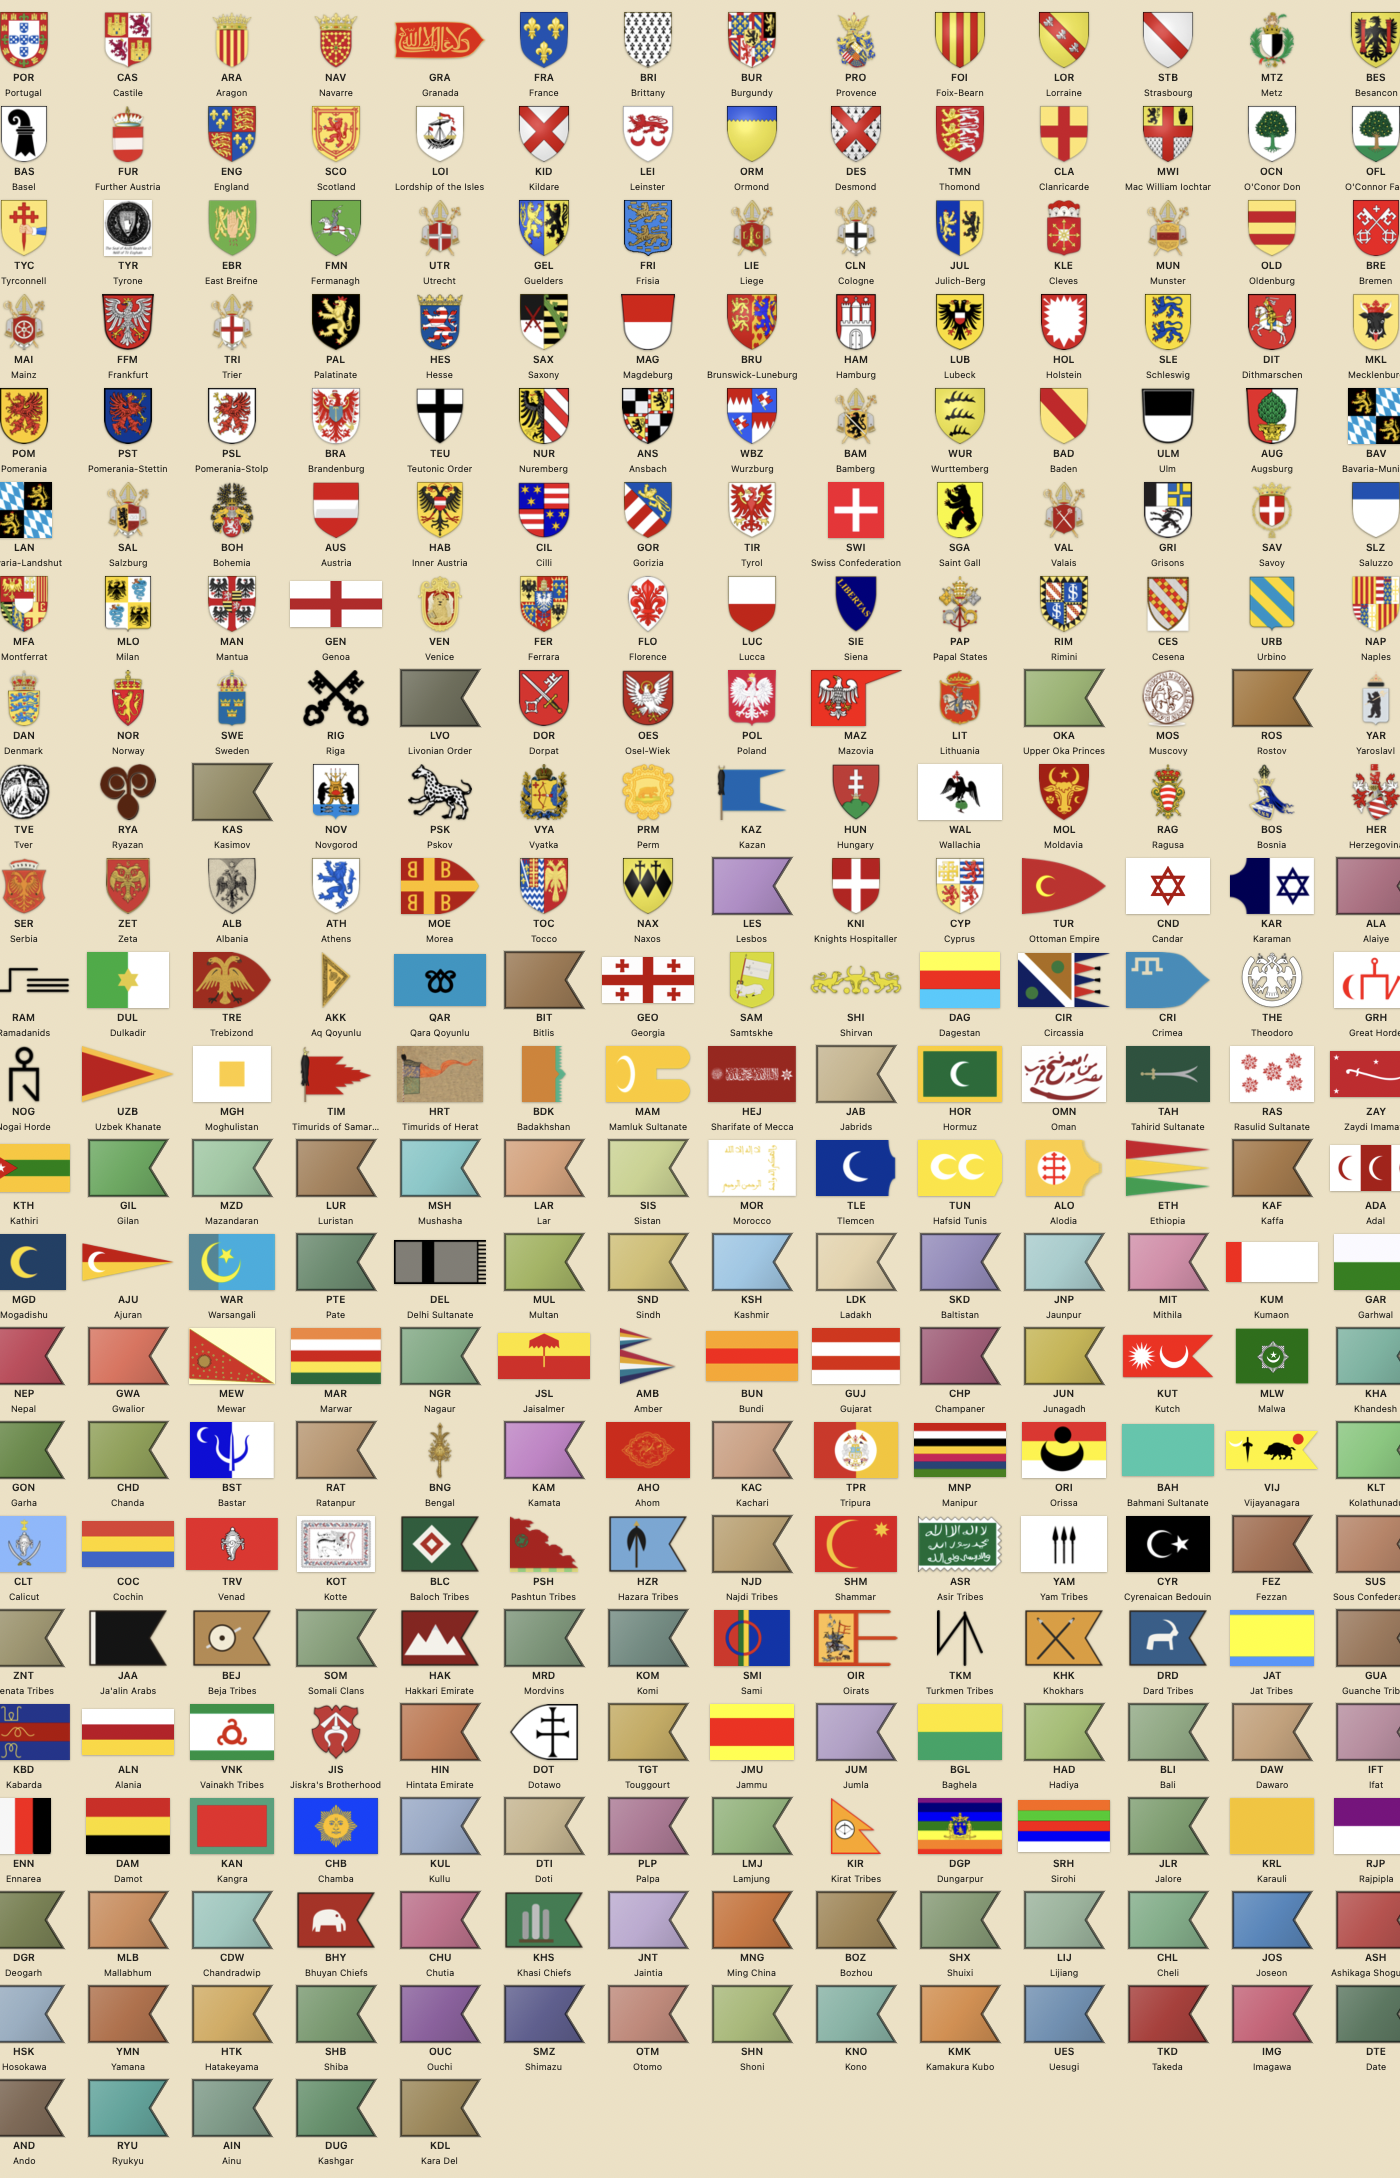 POR CAS ARA NAV GRA FRA BRI BUR PRO FOI LOR STB MTZ BES
Portugal Castile Aragon Navarre Granada France Brittany Burgundy Provence Foix-Bearn Lorraine Strasbourg Metz Besancon
BAS FUR ENG SCO LOI KID LEI ORM DES TMN CLA MWI OCN OFL
Basel Further Austria England Scotland Lordship of the Isles Kildare Leinster Ormond Desmond Thomond Clanricarde Mac William Iochtar O'Conor Don O'Connor Fa
TYC TYR EBR FMN UTR GEL FRI LIE CLN JUL KLE MUN OLD BRE
Tyrconnell Tyrone East Breifne Fermanagh Utrecht Guelders Frisia Liege Cologne Julich-Berg Cleves Munster Oldenburg Bremen
MAI FFM TRI PAL HES SAX MAG BRU HAM LUB HOL SLE DIT MKL
Mainz Frankfurt Trier Palatinate Hesse Saxony Magdeburg Brunswick-Luneburg Hamburg Lubeck Holstein Schleswig Dithmarschen Mecklenbur
POM PST PSL BRA TEU NUR ANS WBZ BAM WUR BAD ULM AUG BAV
Pomerania Pomerania-Stettin Pomerania-Stolp Brandenburg Teutonic Order Nuremberg Ansbach Wurzburg Bamberg Wurttemberg Baden Ulm Augsburg Bavaria-Muni
LAN SAL BOH AUS HAB CIL GOR TIR SWI SGA VAL GRI SAV SLZ
varia-Landshut Salzburg Bohemia Austria Inner Austria Cilli Gorizia Tyrol Swiss Confederation Saint Gall Valais Grisons Savoy Saluzzo
LIBERTAS
MFA MLO MAN GEN VEN FER FLO LUC SIE PAP RIM CES URB NAP
Montferrat Milan Mantua Genoa Venice Ferrara Florence Lucca Siena Papal States Rimini Cesena Urbino Naples
DAN NOR SWE RIG LVO DOR OES POL MAZ LIT OKA MOS ROS YAR
Denmark Norway Sweden Riga Livonian Order Dorpat Osel-Wiek Poland Mazovia Lithuania Upper Oka Princes Muscovy Rostov Yaroslavl
TVE RYA KAS NOV PSK VYA PRM KAZ HUN WAL MOL RAG BOS HER
Tver Ryazan Kasimov Novgorod Pskov Vyatka Perm Kazan Hungary Wallachia Moldavia Ragusa Bosnia Herzegovin
SER ZET ALB ATH MOE TOC NAX LES KNI CYP TUR CND KAR ALA
Serbia Zeta Albania Athens Morea Tocco Naxos Lesbos Knights Hospitaller Cyprus Ottoman Empire Candar Karaman Alaiye
RAM DUL TRE AKK QAR BIT GEO SAM SHI DAG CIR CRI THE GRH
Ramadanids Dulkadir Trebizond Aq Qoyunlu Qara Qoyunlu Bitlis Georgia Samtskhe Shirvan Dagestan Circassia Crimea Theodoro Great Horde
NOG UZB MGH TIM HRT BDK MAM HEJ JAB HOR OMN TAH RAS ZAY
Nogai Horde Uzbek Khanate Moghulistan Timurids of Samar... Timurids of Herat Badakhshan Mamluk Sultanate Sharifate of Mecca Jabrids Hormuz Oman Tahirid Sultanate Rasulid Sultanate Zaydi Imama
KTH GIL MZD LUR MSH LAR SIS MOR TLE TUN ALO ETH KAF ADA
Kathiri Gilan Mazandaran Luristan Mushasha Lar Sistan Morocco Tlemcen Hafsid Tunis Alodia Ethiopia Kaffa Adal
MGD AJU WAR PTE DEL MUL SND KSH LDK SKD JNP MIT KUM GAR
Mogadishu Ajuran Warsangali Pate Delhi Sultanate Multan Sindh Kashmir Ladakh Baltistan Jaunpur Mithila Kumaon Garhwal
NEP GWA MEW MAR NGR JSL AMB BUN GUJ CHP JUN KUT MLW KHA
Nepal Gwalior Mewar Marwar Nagaur Jaisalmer Amber Bundi Gujarat Champaner Junagadh Kutch Malwa Khandesh
GON CHD BST RAT BNG KAM AHO KAC TPR MNP ORI BAH VIJ KLT
Garha Chanda Bastar Ratanpur Bengal Kamata Ahom Kachari Tripura Manipur Orissa Bahmani Sultanate Vijayanagara Kolathunadu
CLT COC TRV KOT BLC PSH HZR NJD SHM ASR YAM CYR FEZ SUS
Calicut Cochin Venad Kotte Baloch Tribes Pashtun Tribes Hazara Tribes Najdi Tribes Shammar Asir Tribes Yam Tribes Cyrenaican Bedouin Fezzan Sous Confedera
ZNT JAA BEJ SOM HAK MRD KOM SMI OIR TKM KHK DRD JAT GUA
enata Tribes Ja'alin Arabs Beja Tribes Somali Clans Hakkari Emirate Mordvins Komi Sami Oirats Turkmen Tribes Khokhars Dard Tribes Jat Tribes Guanche Trib
KBD ALN VNK JIS HIN DOT TGT JMU JUM BGL HAD BLI DAW IFT
Kabarda Alania Vainakh Tribes Jiskra's Brotherhood Hintata Emirate Dotawo Touggourt Jammu Jumla Baghela Hadiya Bali Dawaro Ifat
ENN DAM KAN CHB KUL DTI PLP LMJ KIR DGP SRH JLR KRL RJP
Ennarea Damot Kangra Chamba Kullu Doti Palpa Lamjung Kirat Tribes Dungarpur Sirohi Jalore Karauli Rajpipla
DGR MLB CDW BHY CHU KHS JNT MNG BOZ SHX LIJ CHL JOS ASH
Deogarh Mallabhum Chandradwip Bhuyan Chiefs Chutia Khasi Chiefs Jaintia Ming China Bozhou Shuixi Lijiang Cheli Joseon Ashikaga Shogu
HSK YMN HTK SHB OUC SMZ OTM SHN KNO KMK UES TKD IMG DTE
Hosokawa Yamana Hatakeyama Shiba Ouchi Shimazu Otomo Shoni Kono Kamakura Kubo Uesugi Takeda Imagawa Date
AND RYU AIN DUG KDL
Ando Ryukyu Ainu Kashgar Kara Del